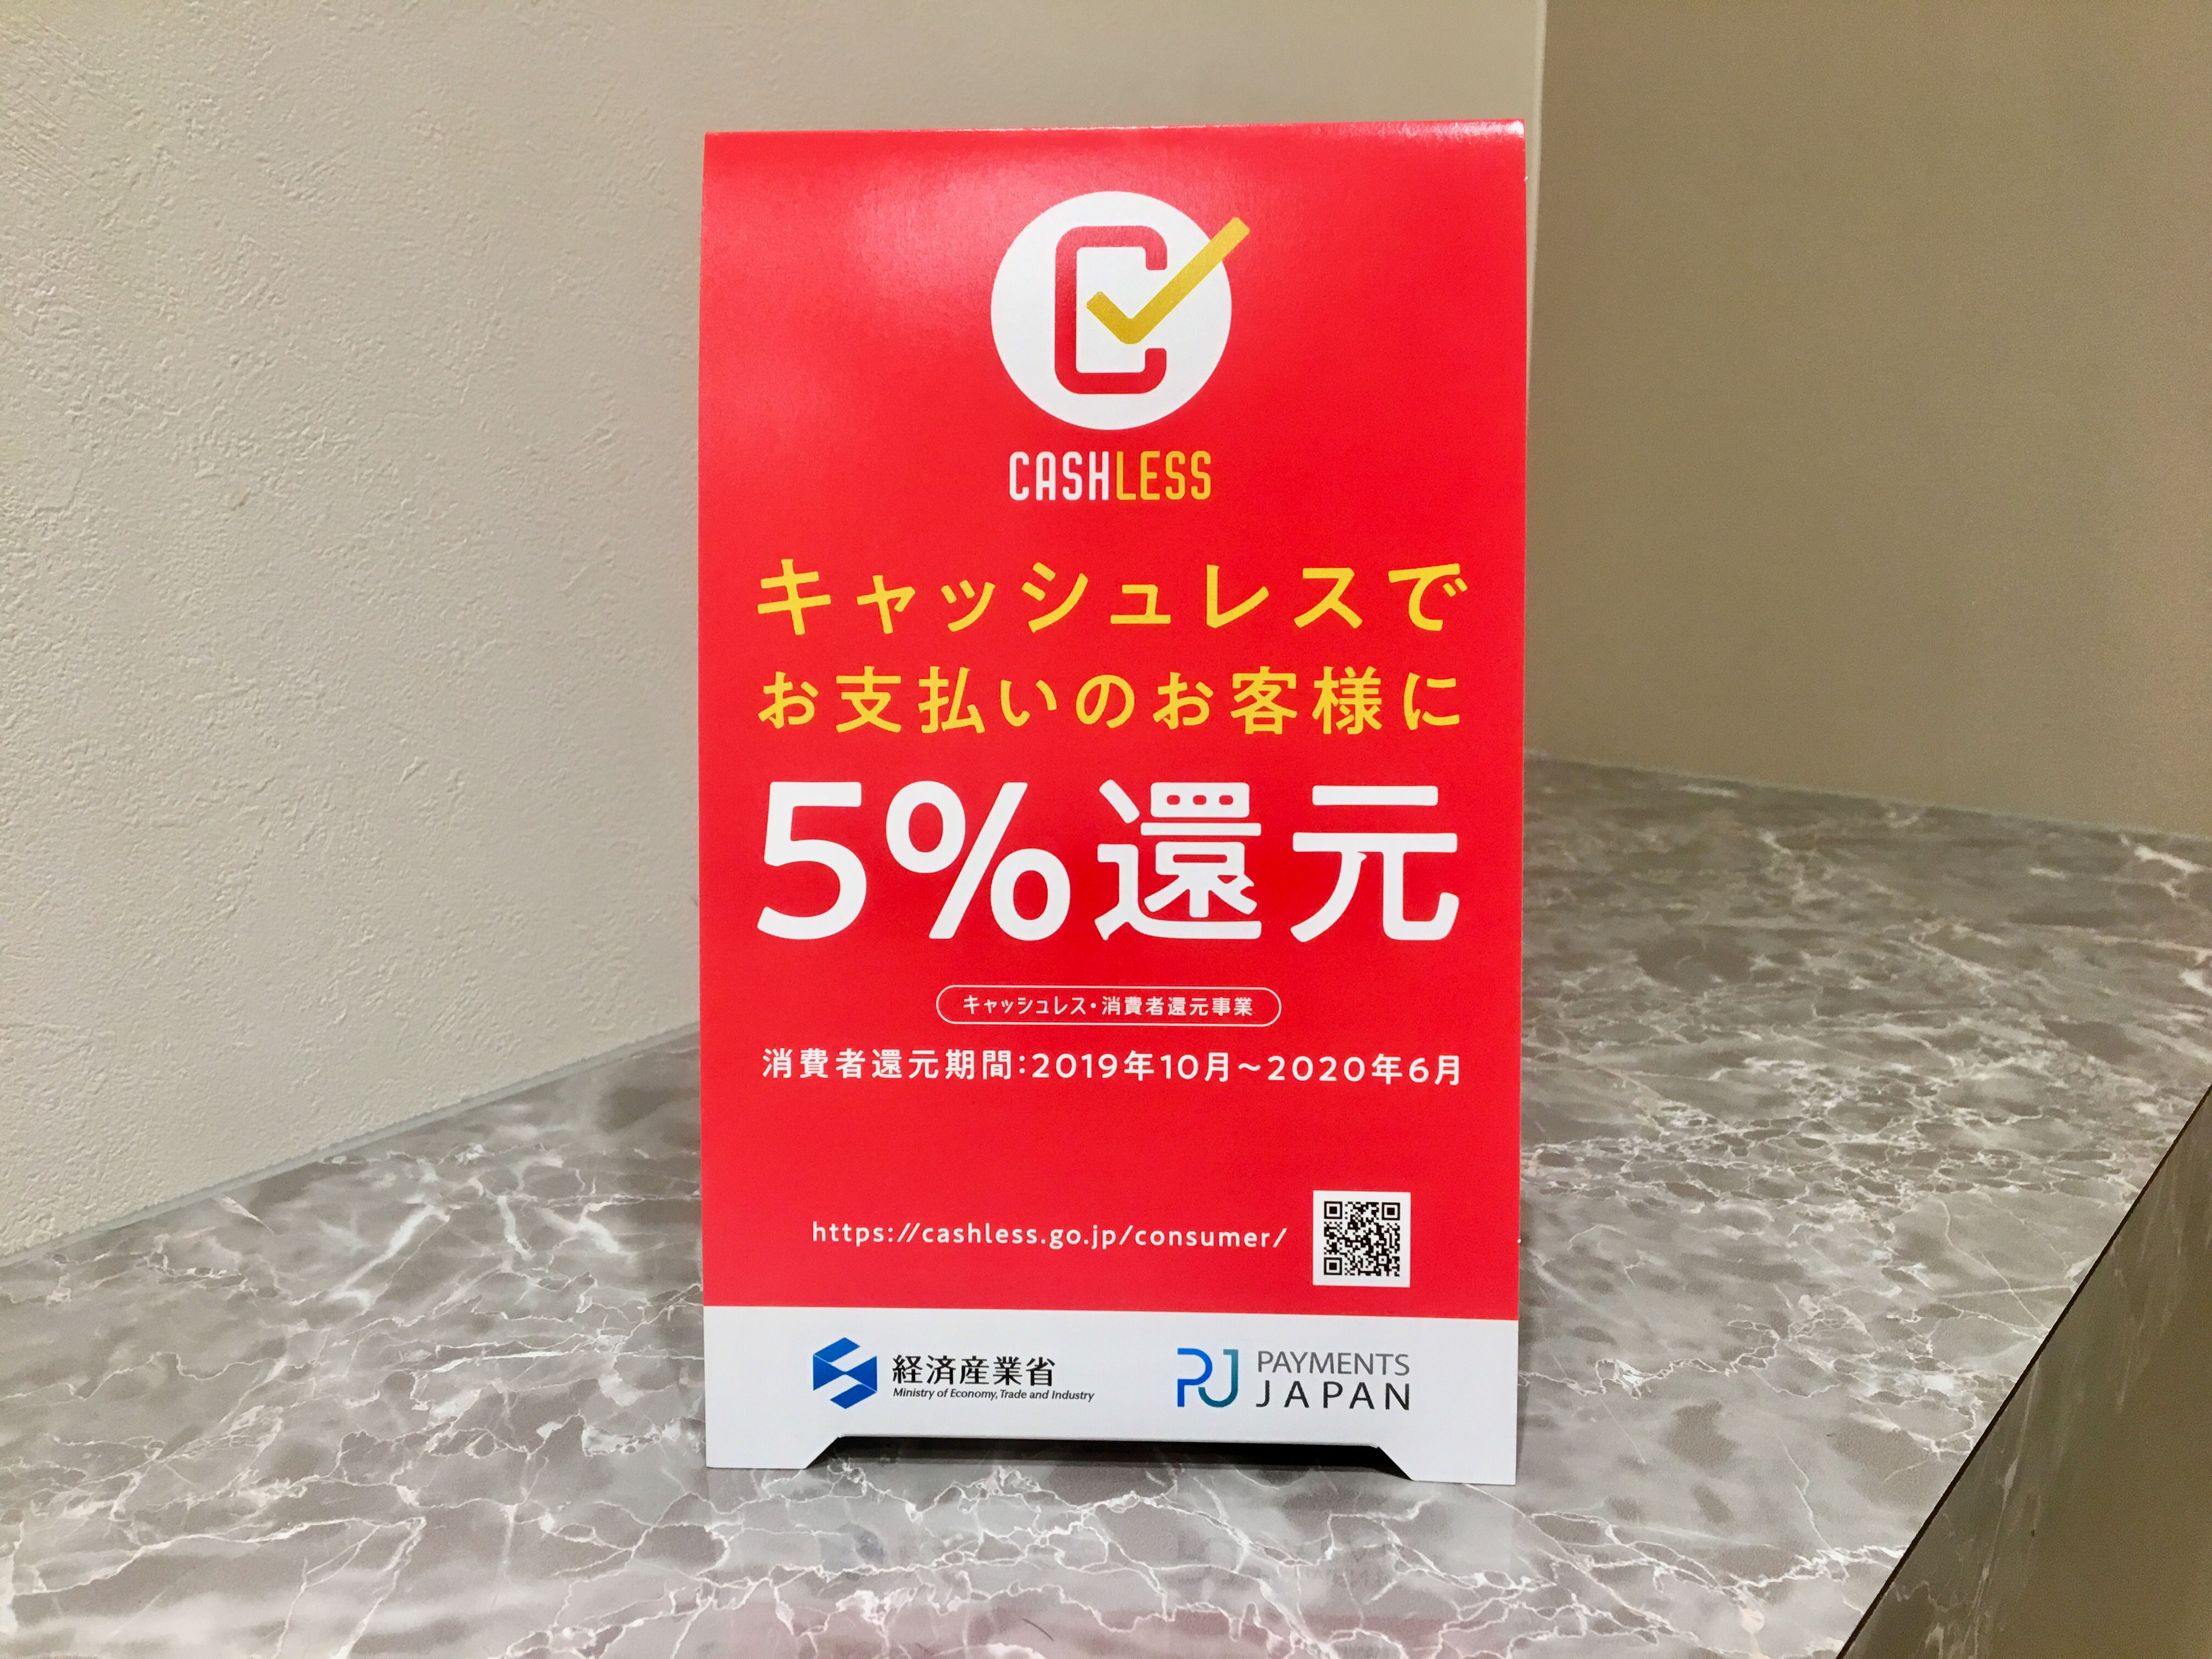 CASHLESS
キャッシュレスで
お支払いのお客様に
5%還元
キャッシュレス・消費者還元事業
消費者還元期間:2019年10月~2020年6月
https://cashless.go.jp/consumer/
経済産業省
Ministry of Economy, Trade and Industry
PAYMENTS
JAPAN